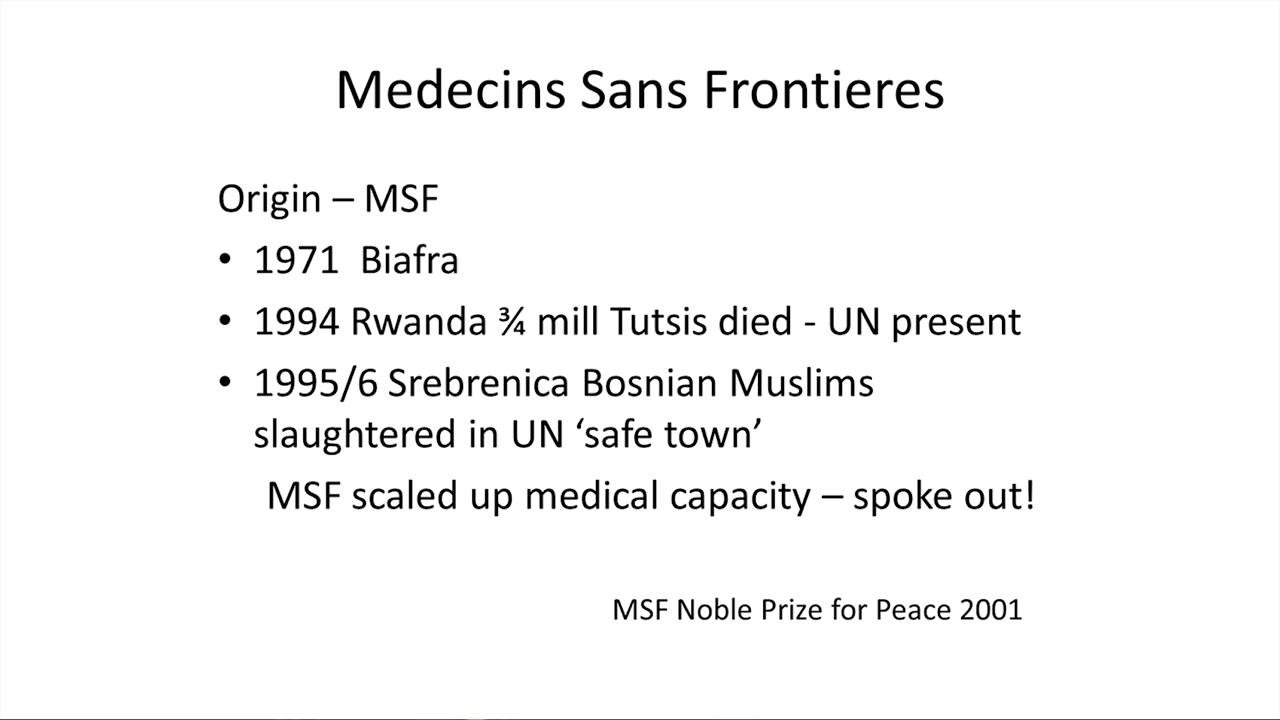 Medecins Sans Frontieres
Origin – MSF
• 1971  Biafra
• 1994 Rwanda ¾ mill Tutsis died - UN present
• 1995/6 Srebrenica Bosnian Muslims
slaughtered in UN ‘safe town’
MSF scaled up medical capacity – spoke out!
MSF Noble Prize for Peace 2001